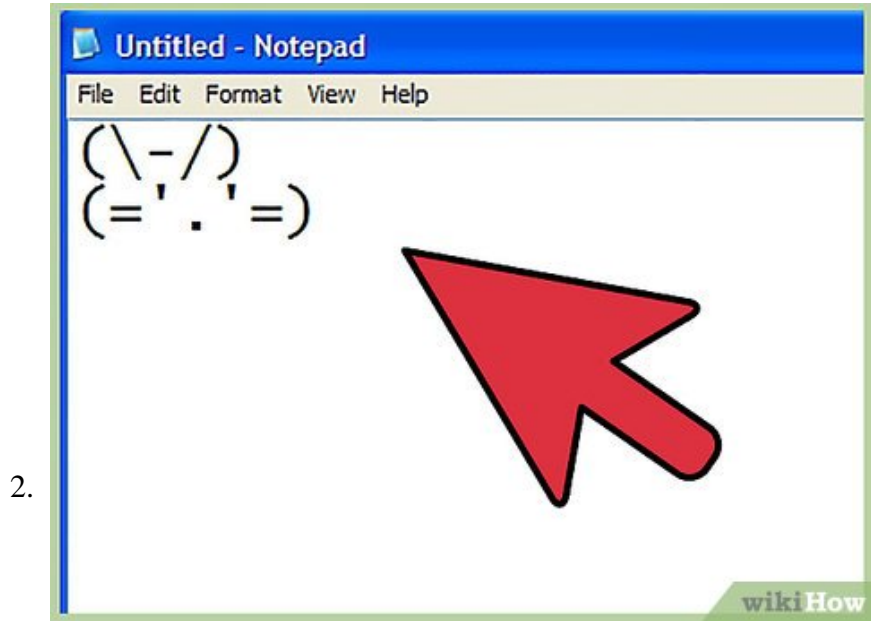 Untitled - Notepad
File Edit Format View Help
(\-/)
(='.'=)
2.
wikiHow